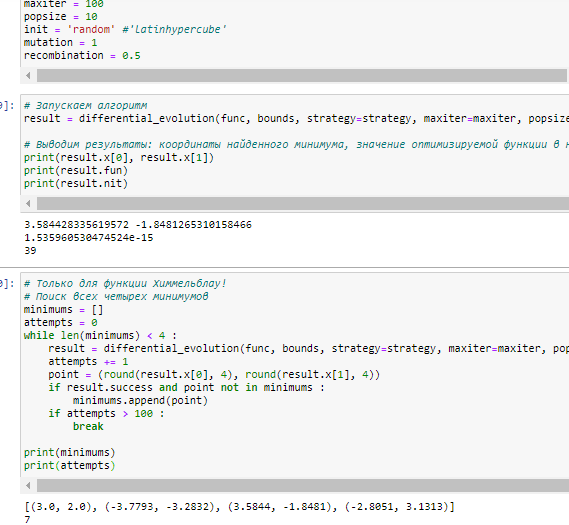 maxiter = 100
popsize = 10
init = 'random' #'latinhypercube'
mutation = 1
recombination = 0.5
]: # Запускаем алгоритм
result = differential_evolution(func, bounds, strategy=strategy, maxiter=maxiter, popsize
# Выводим результаты: координаты найденного минимума, значение оптимизируемой функции в н
print(result.x[0], result.x[1])
print(result.fun)
print(result.nit)
3.584428335619572 -1.8481265310158466
1.535960530474524e-15
39
]: # Только для функции Химмельблау!
# Поиск всех четырех минимумов
minimums = []
attempts = 0
while len(minimums) < 4 :
result = differential_evolution(func, bounds, strategy=strategy, maxiter=maxiter, pop
attempts += 1
point = (round(result.x[0], 4), round(result.x[1], 4))
if result.success and point not in minimums :
minimums.append(point)
if attempts > 100 :
break
print(minimums)
print(attempts)
[(3.0, 2.0), (-3.7793, -3.2832), (3.5844, -1.8481), (-2.8051, 3.1313)]
7